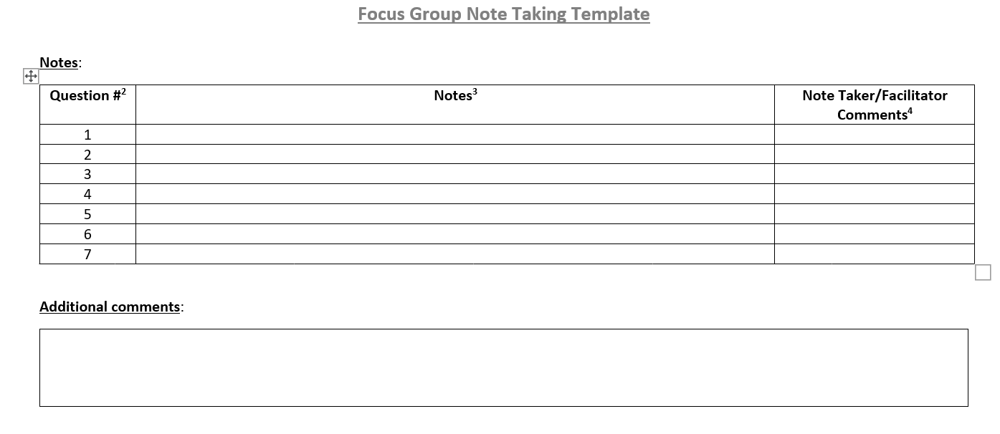 Focus Group Note Taking Template
Notes:
Question #² Notes³ Note Taker/Facilitator
Comments⁴
1
2
3
4
5
6
7
Additional comments: